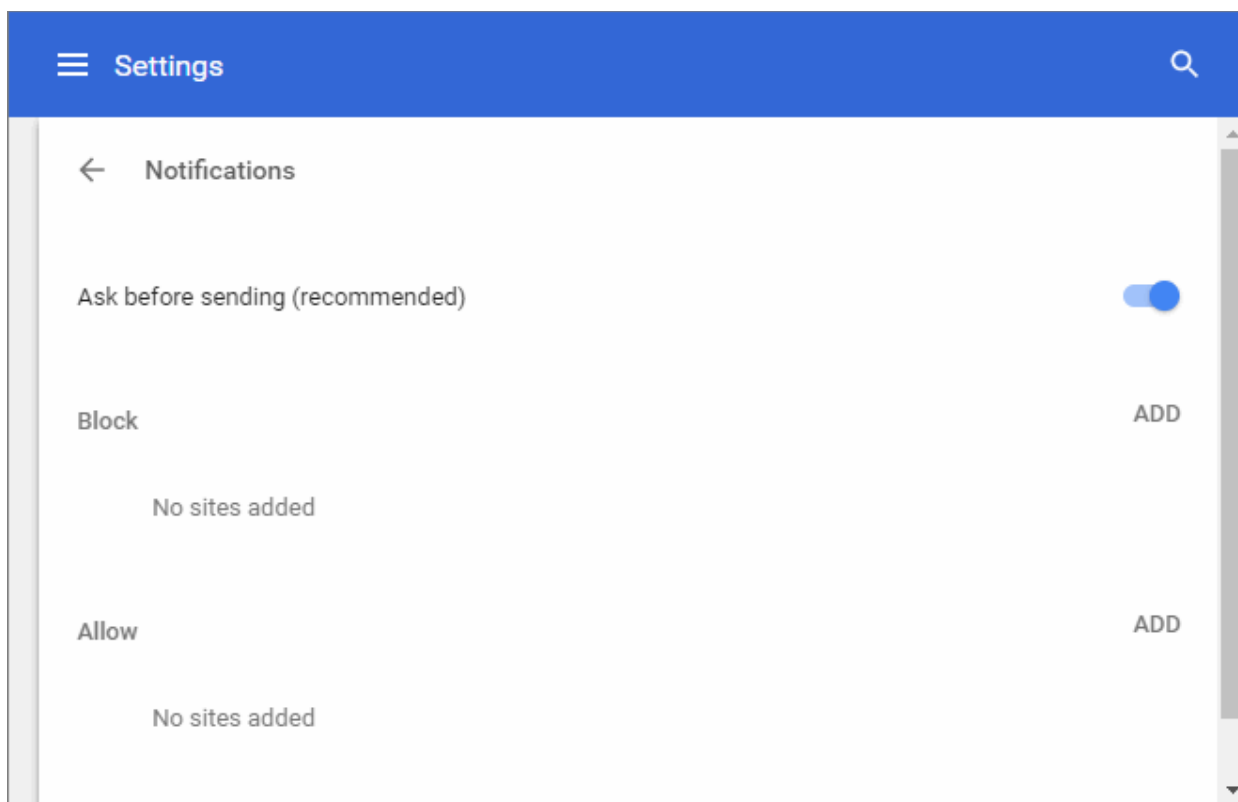 Settings
Notifications
Ask before sending (recommended)
Block
ADD
No sites added
Allow
ADD
No sites added